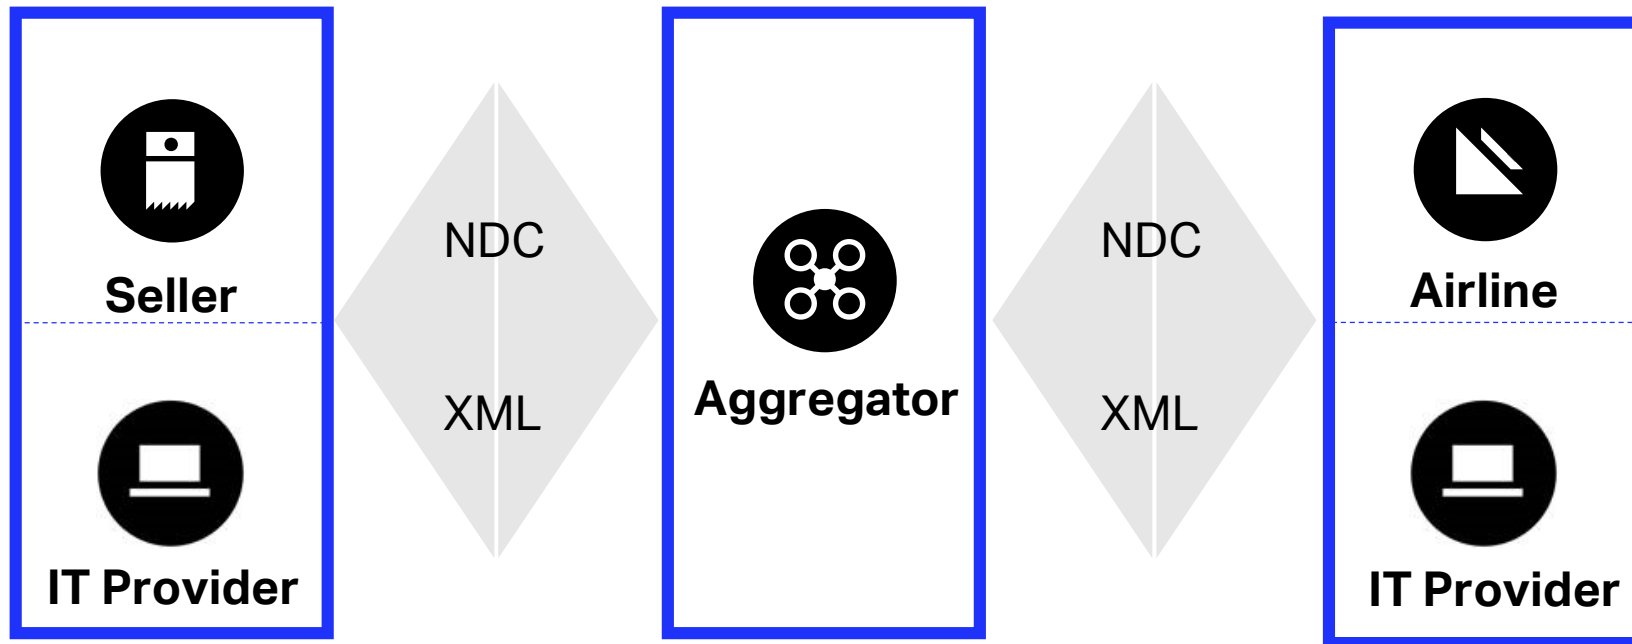 Seller
IT Provider
NDC
XML
Aggregator
NDC
XML
Airline
IT Provider